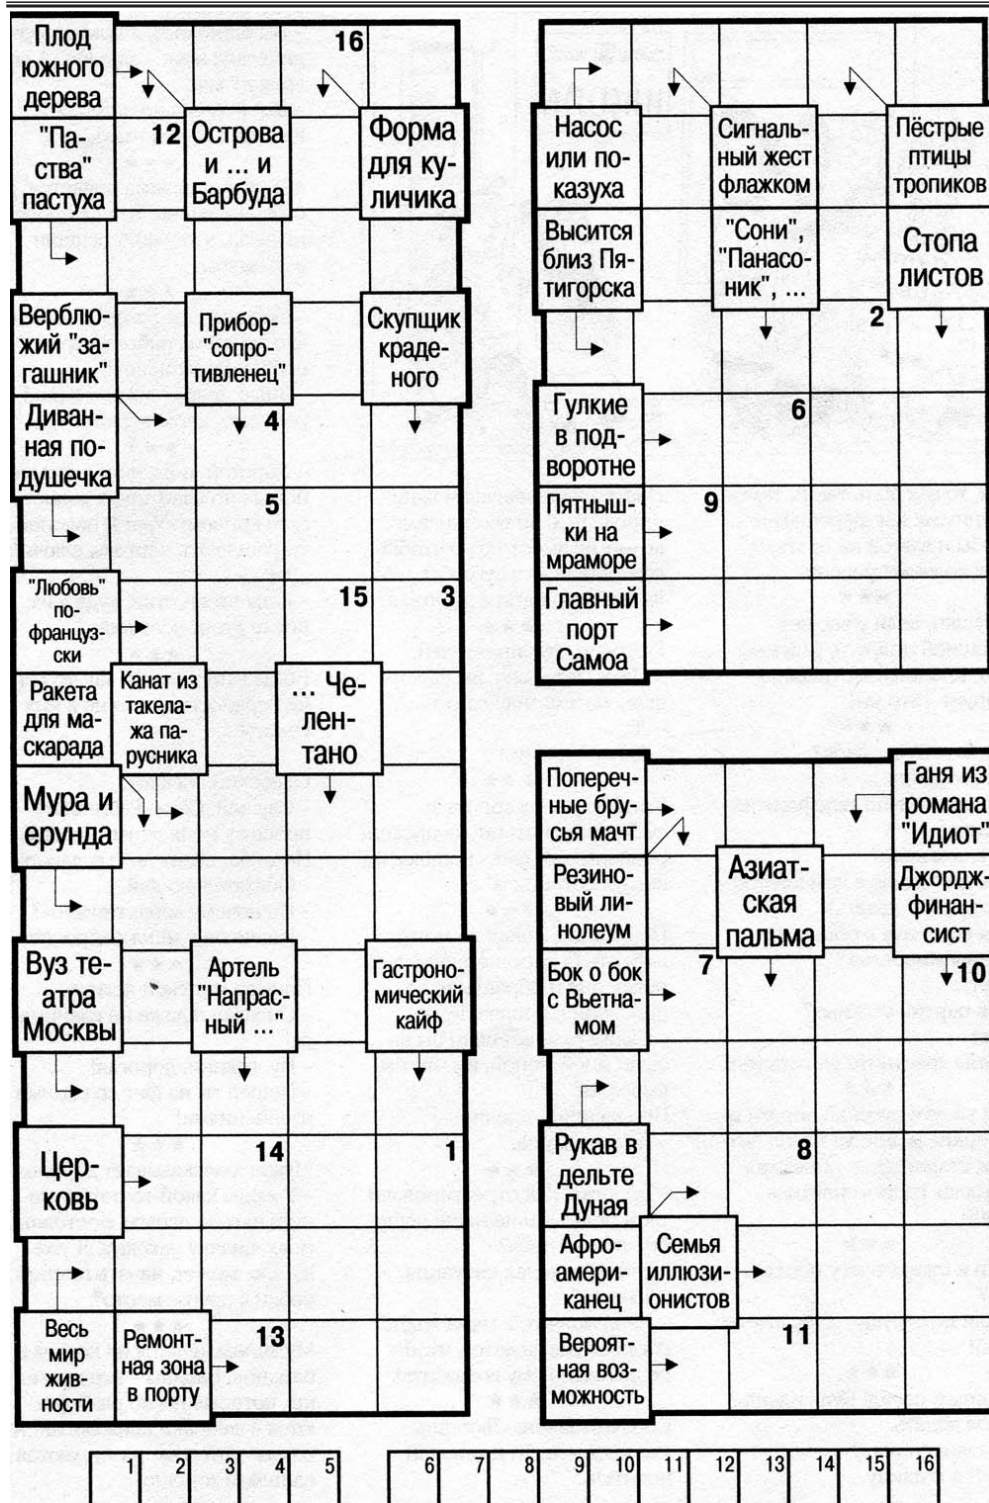 Плод
южного
дерева
16
"Па-
ства"
пастуха
12
Острова
и ... и
Барбуда
Форма
для ку-
личика
Верблю-
жий "за-
гашник"
Прибор-
"сопро-
тивленец"
Скупщик
краде-
ного
Диван-
ная по-
душечка
4
5
"Любовь"
по-
француз-
ски
15
3
Ракета
для ма-
скарада
Канат из
такела-
жа па-
русника
... Че-
лен-
тано
Мура и
ерунда
Вуз те-
атра
Москвы
Артель
"Напрас-
ный ..."
Гастроно-
мический
кайф
Цер-
ковь
14
1
Весь
мир
жив-
ности
Ремонт-
ная зона
в порту
13
Насос
или по-
казуха
Сигналь-
ный жест
флажком
Пёстрые
птицы
тропиков
Высится
близ Пя-
тигорска
"Сони",
"Панасо-
ник", ...
Стопа
листов
2
Гулкие
в под-
воротне
6
Пятныш-
ки на
мраморе
9
Главный
порт
Самоа
Попереч-
ные бру-
сья мачт
Ганя из
романа
"Идиот"
Резино-
вый ли-
нолеум
Азиат-
ская
пальма
Джордж-
финан-
сист
Бок о бок
с Вьетна-
мом
7
10
Рукав в
дельте
Дуная
8
Афро-
амери-
канец
Семья
иллюзи-
онистов
Вероят-
ная воз-
можность
11
1 2 3 4 5 6 7 8 9 10 11 12 13 14 15 16